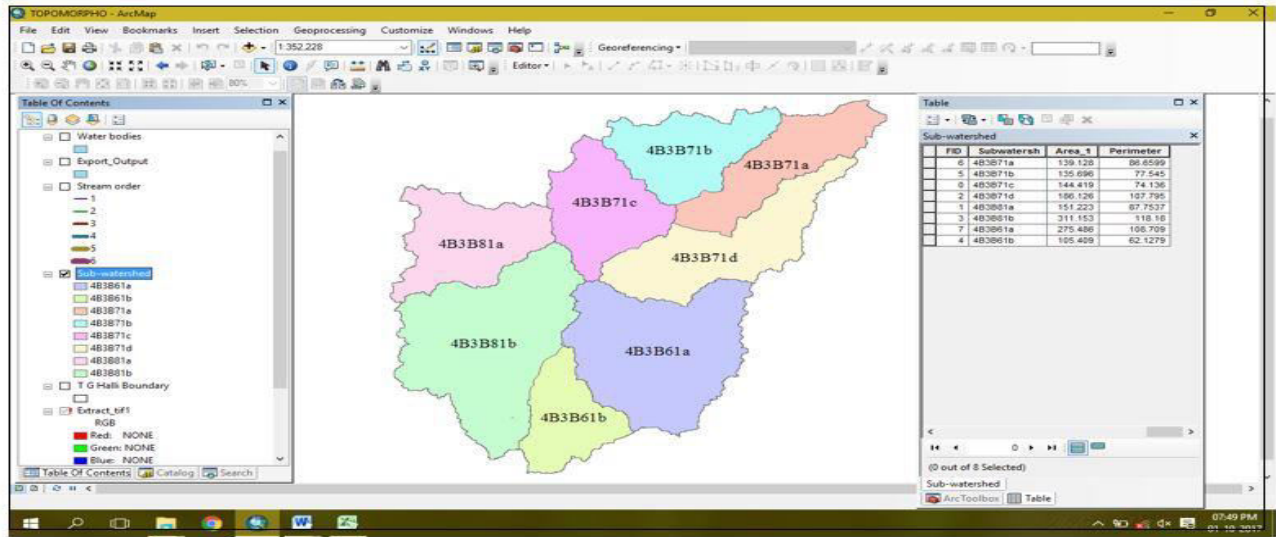 TOPOMORPHO - ArcMap
File Edit View Bookmarks Insert Selection Geoprocessing Customize Windows Help
1:352,228 Georeferencing
Editor
80%
Table Of Contents
Water bodies
Export_Output
Stream order
1
2
3
4
5
6
Sub-watershed
4B3B61a
4B3B61b
4B3B71a
4B3B71b
4B3B71c
4B3B71d
4B3B81a
4B3B81b
T G Halli Boundary
Extract_tif1
RGB
Red: NONE
Green: NONE
Blue: NONE
Table Of Contents Catalog Search
4B3B71b
4B3B71a
4B3B71c
4B3B81a
4B3B71d
4B3B81b
4B3B61a
4B3B61b
Table
Sub-watershed
FID Subwatersh Area_1 Perimeter
6 4B3B71a 139.128 86.6599
5 4B3B71b 135.696 77.545
0 4B3B71c 144.419 74.136
2 4B3B71d 186.126 107.795
1 4B3B81a 151.223 87.7537
3 4B3B81b 311.153 118.16
7 4B3B61a 275.486 108.709
4 4B3B61b 105.409 62.1279
0
(0 out of 8 Selected)
Sub-watershed
ArcToolbox Table
07:49 PM
01-10-2017